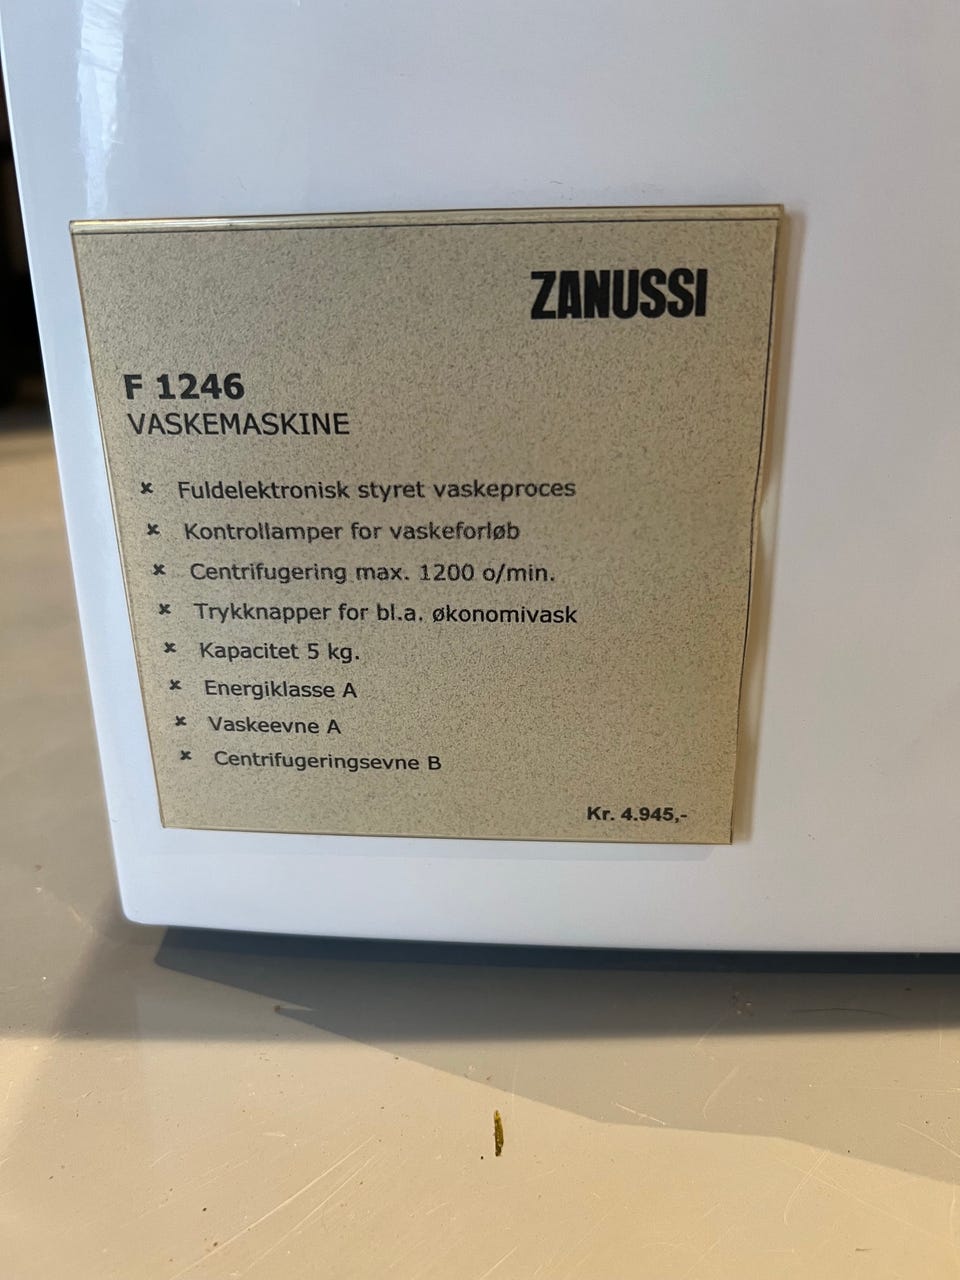 ZANUSSI
F 1246
VASKEMASKINE
× Fuldelektronisk styret vaskeproces
× Kontrollamper for vaskeforløb
× Centrifugering max. 1200 o/min.
× Trykknapper for bl.a. økonomivask
× Kapacitet 5 kg.
× Energiklasse A
× Vaskeevne A
× Centrifugeringsevne B
Kr. 4.945,-